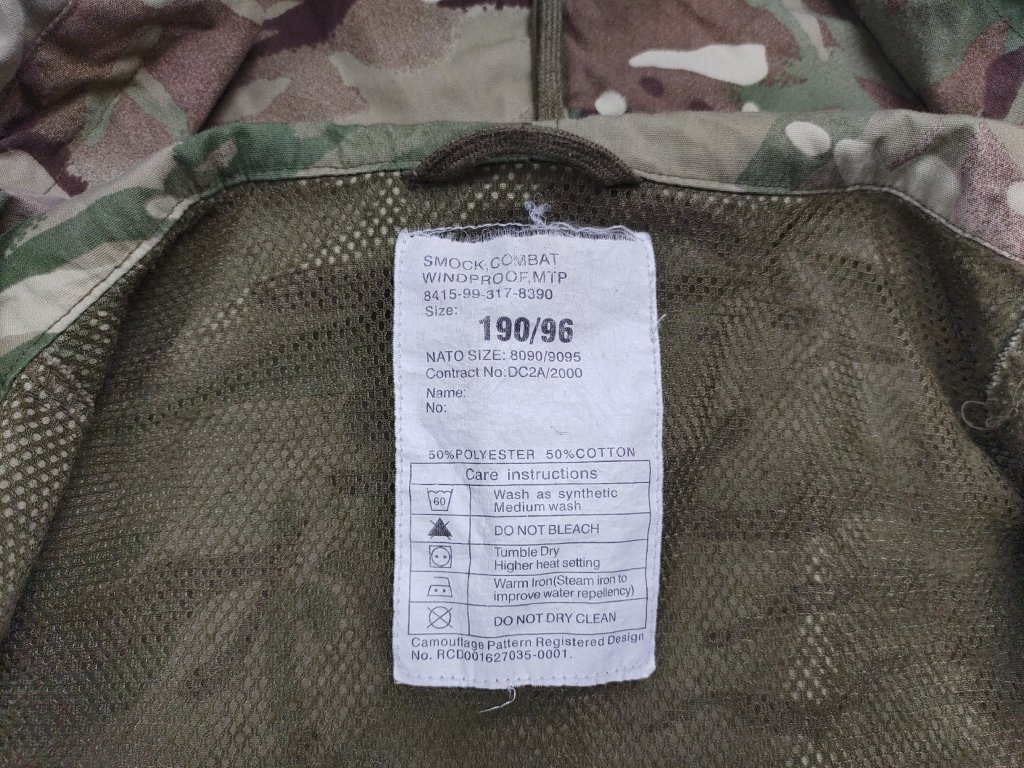 SMOCK,COMBAT
WINDPROOF,MTP
8415-99-317-8390
Size:
190/96
NATO SIZE: 8090/9095
Contract No:DC2A/2000
Name:
No:
50%POLYESTER 50%COTTON
Care instructions
60
Wash as synthetic
Medium wash
DO NOT BLEACH
Tumble Dry
Higher heat setting
Warm Iron(Steam iron to
improve water repellency)
DO NOT DRY CLEAN
Camouflage Pattern Registered Design
No. RCD001627035-0001.